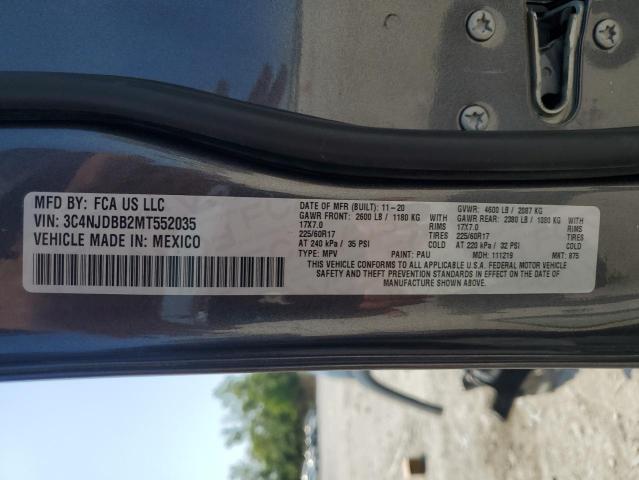 MFD BY: FCA US LLC
VIN: 3C4NJDBB2MT552035
VEHICLE MADE IN: MEXICO
DATE OF MFR (BUILT): 11-20
GAWR FRONT: 2600 LB / 1180 KG
17X7.0 RIMS
225/60R17 TIRES
AT 240 kPa / 35 PSI
TYPE: MPV
GVWR: 4600 LB / 2087 KG
GAWR REAR: 2380 LB / 1080 KG
17X7.0 RIMS
225/60R17 TIRES
AT 220 kPa / 32 PSI
PAINT: PAU MDH: 111219 MKT: 875
THIS VEHICLE CONFORMS TO ALL APPLICABLE U.S.A. FEDERAL MOTOR VEHICLE
SAFETY AND THEFT PREVENTION STANDARDS IN EFFECT ON THE DATE OF
MANUFACTURE SHOWN ABOVE.